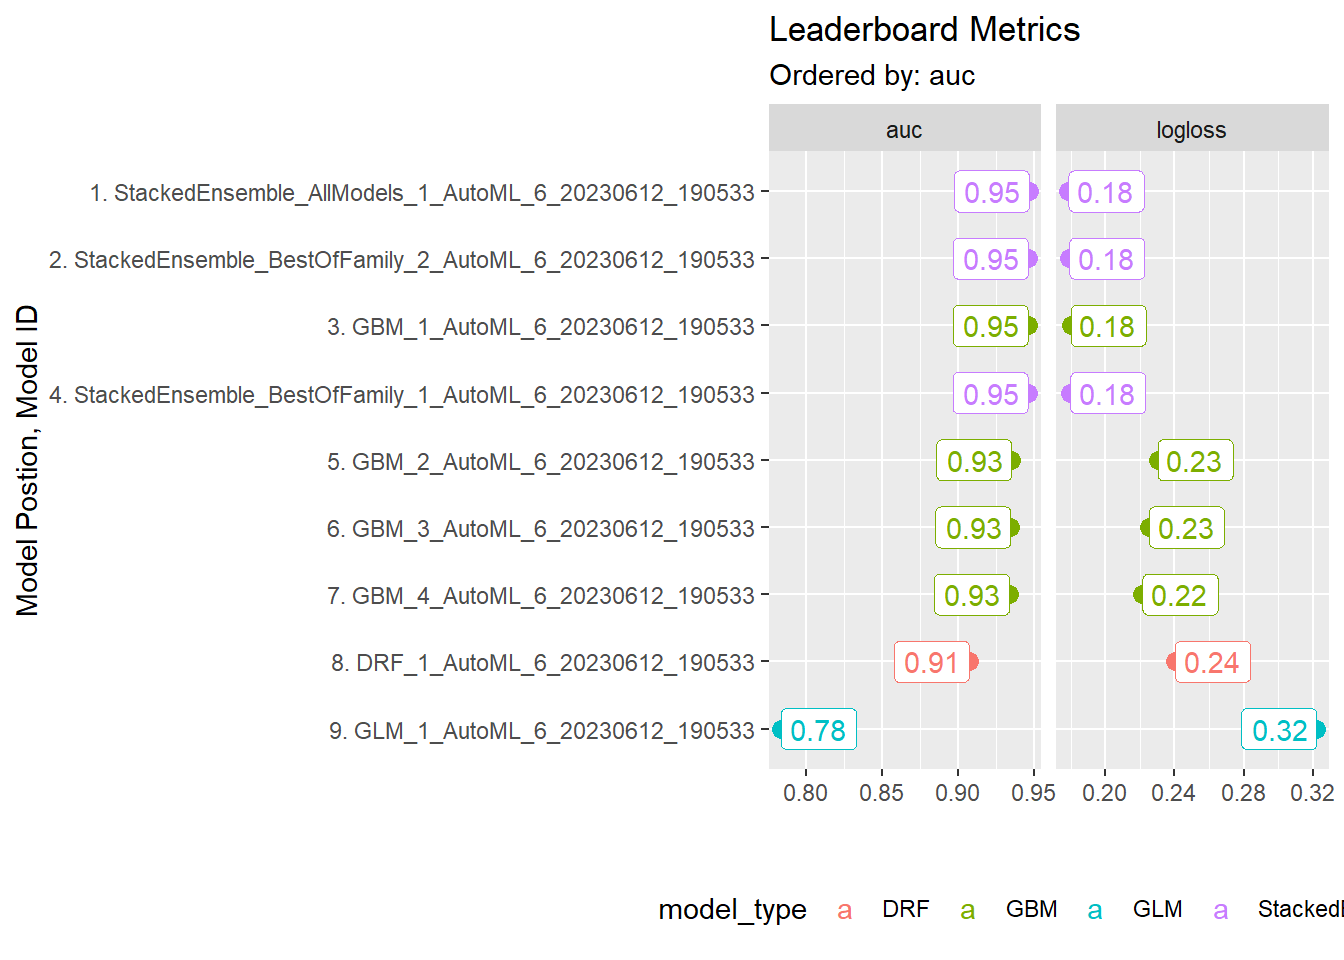 Leaderboard Metrics
Ordered by: auc
auc logloss
1. StackedEnsemble_AllModels_1_AutoML_6_20230612_190533 0.95 0.18
2. StackedEnsemble_BestOfFamily_2_AutoML_6_20230612_190533 0.95 0.18
3. GBM_1_AutoML_6_20230612_190533 0.95 0.18
4. StackedEnsemble_BestOfFamily_1_AutoML_6_20230612_190533 0.95 0.18
5. GBM_2_AutoML_6_20230612_190533 0.93 0.23
6. GBM_3_AutoML_6_20230612_190533 0.93 0.23
7. GBM_4_AutoML_6_20230612_190533 0.93 0.22
8. DRF_1_AutoML_6_20230612_190533 0.91 0.24
9. GLM_1_AutoML_6_20230612_190533 0.78 0.32
Model Postion, Model ID
0.80 0.85 0.90 0.95 0.20 0.24 0.28 0.32
model_type a DRF a GBM a GLM a Stacked